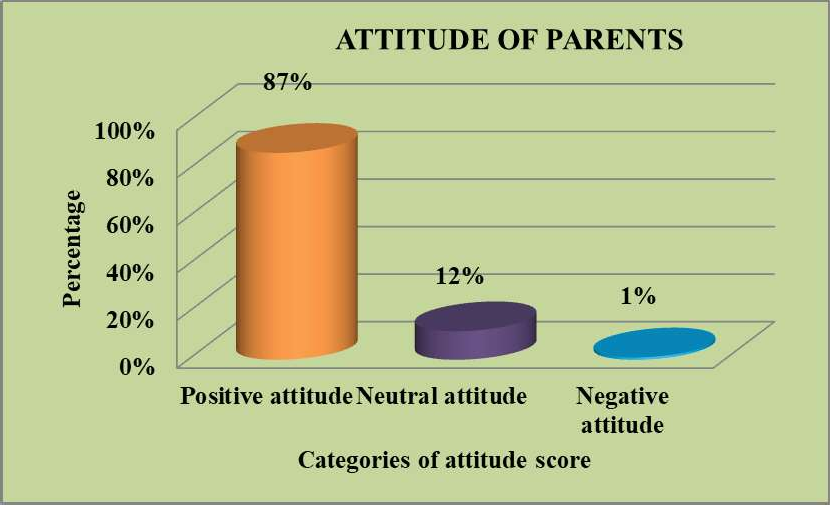 ATTITUDE OF PARENTS
87%
100%
80%
60%
40%
20%
0%
Percentage
12%
1%
Positive attitude Neutral attitude Negative
attitude
Categories of attitude score